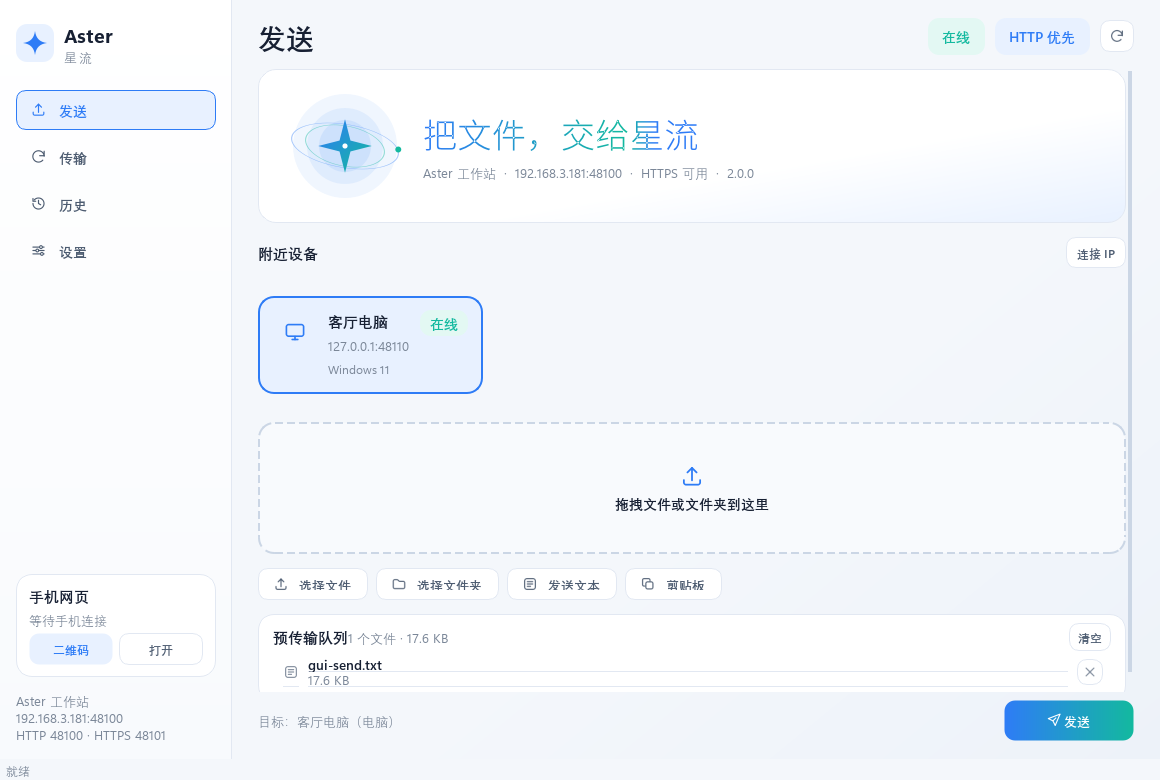 Aster
星 流
发送
传输
历史
设置
手机网页
等待手机连接
二维码
打开
Aster 工作站
192.168.3.181:48100
HTTP 48100 · HTTPS 48101
就绪
发送
在线
HTTP 优先
把文件，交给星流
Aster 工作站 · 192.168.3.181:48100 · HTTPS 可用 · 2.0.0
附近设备
连接 IP
客厅电脑
在线
127.0.0.1:48110
Windows 11
拖拽文件或文件夹到这里
选择文件
选择文件夹
发送文本
剪贴板
预传输队列
1 个文件 · 17.6 KB
清空
gui-send.txt
17.6 KB
目标：客厅电脑（电脑）
发送